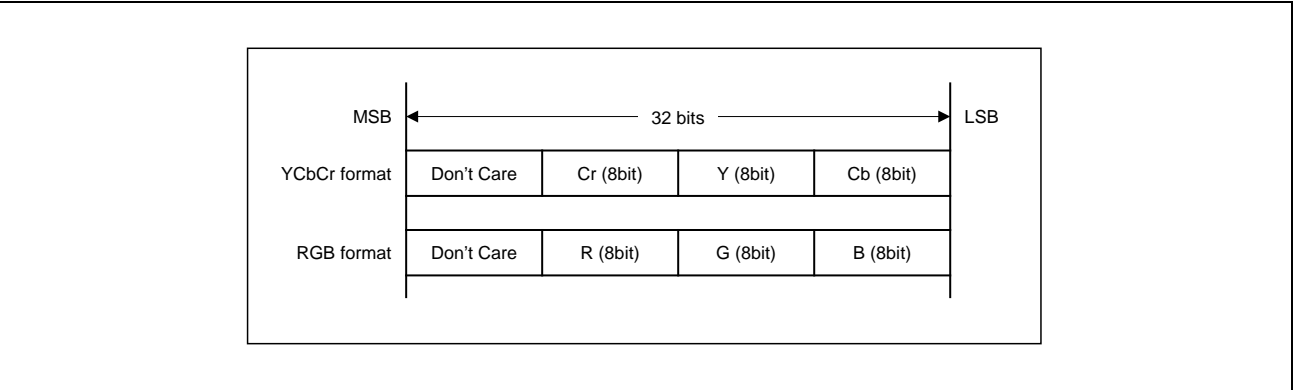 MSB 32 bits LSB
YCbCr format Don't Care Cr (8bit) Y (8bit) Cb (8bit)
RGB format Don't Care R (8bit) G (8bit) B (8bit)